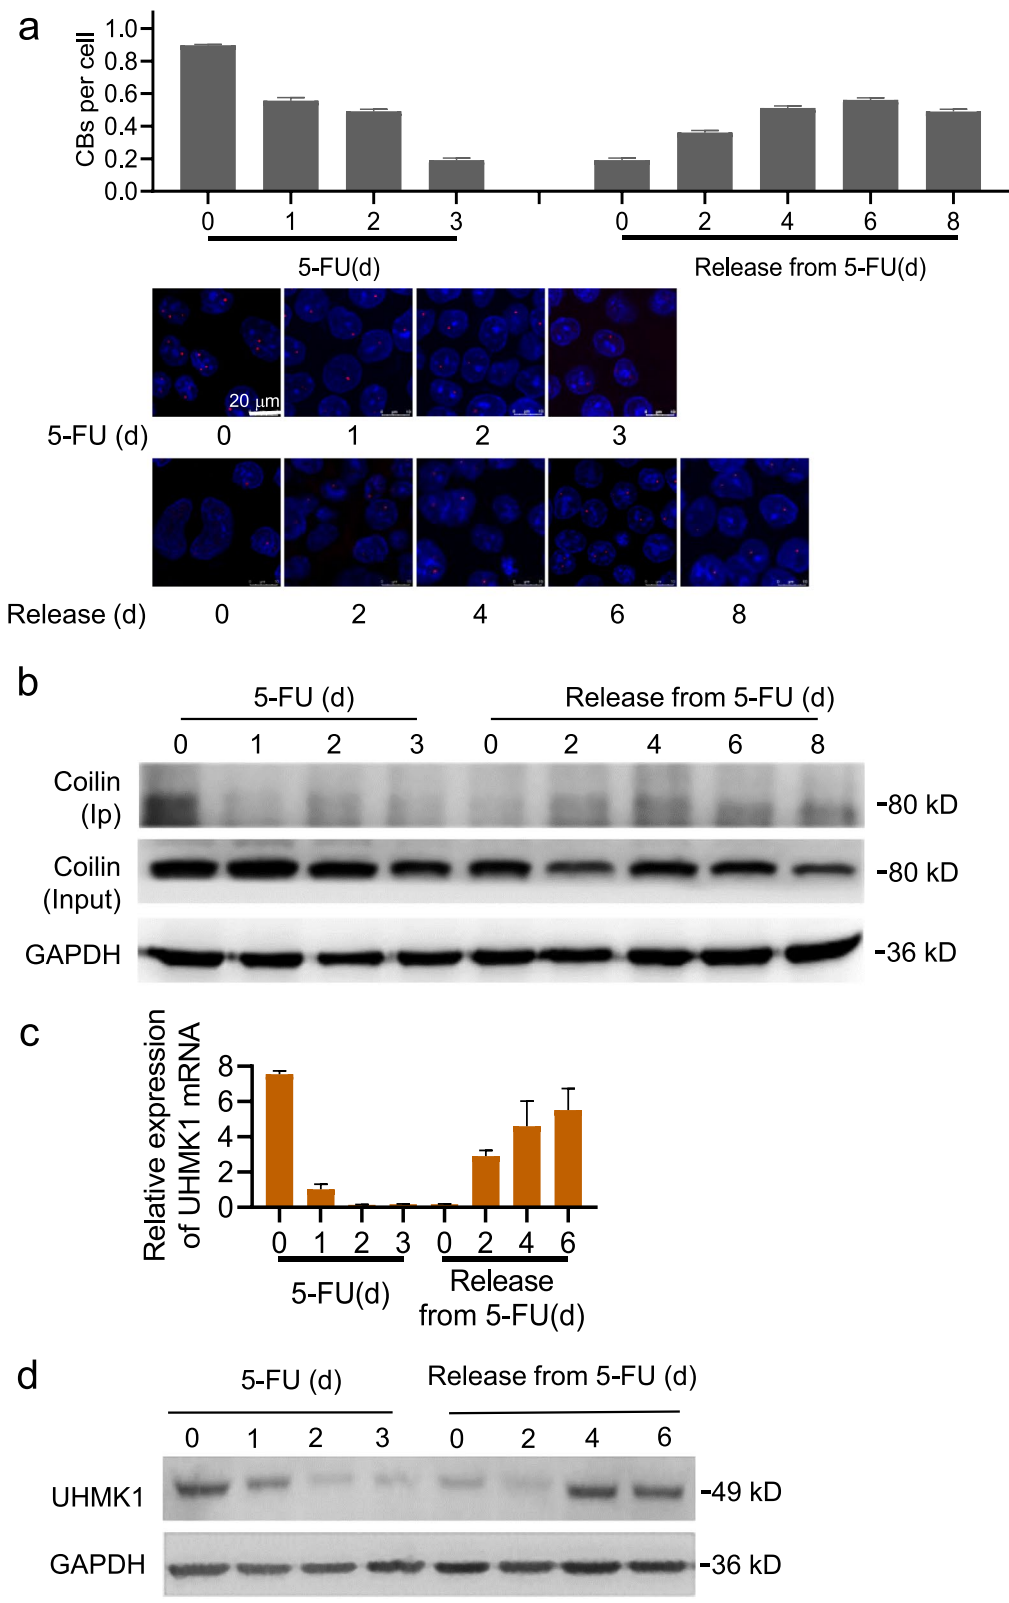 a
CBs per cell
1.0
0.8
0.6
0.4
0.2
0.0
0 1 2 3 0 2 4 6 8
5-FU(d) Release from 5-FU(d)
20 μm
5-FU (d) 0 1 2 3
Release (d) 0 2 4 6 8
b
5-FU (d) Release from 5-FU (d)
0 1 2 3 0 2 4 6 8
Coilin
(Ip)
-80 kD
Coilin
(Input)
-80 kD
GAPDH
-36 kD
c
Relative expression
of UHMK1 mRNA
8
6
4
2
0
0 1 2 3 0 2 4 6
5-FU(d)
Release
from 5-FU(d)
d
5-FU (d) Release from 5-FU (d)
0 1 2 3 0 2 4 6
UHMK1 -49 kD
GAPDH -36 kD